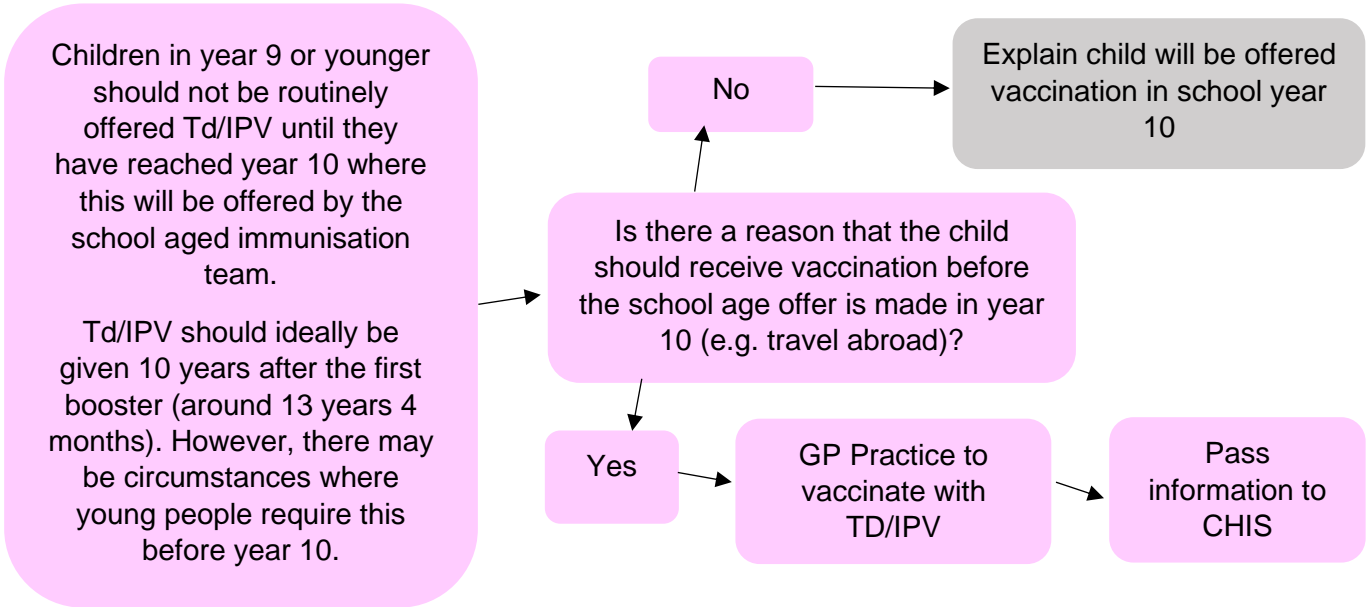 Children in year 9 or younger
should not be routinely
offered Td/IPV until they
have reached year 10 where
this will be offered by the
school aged immunisation
team.
Td/IPV should ideally be
given 10 years after the first
booster (around 13 years 4
months). However, there may
be circumstances where
young people require this
before year 10.
No
Explain child will be offered
vaccination in school year
10
Is there a reason that the child
should receive vaccination before
the school age offer is made in year
10 (e.g. travel abroad)?
Yes
GP Practice to
vaccinate with
TD/IPV
Pass
information to
CHIS